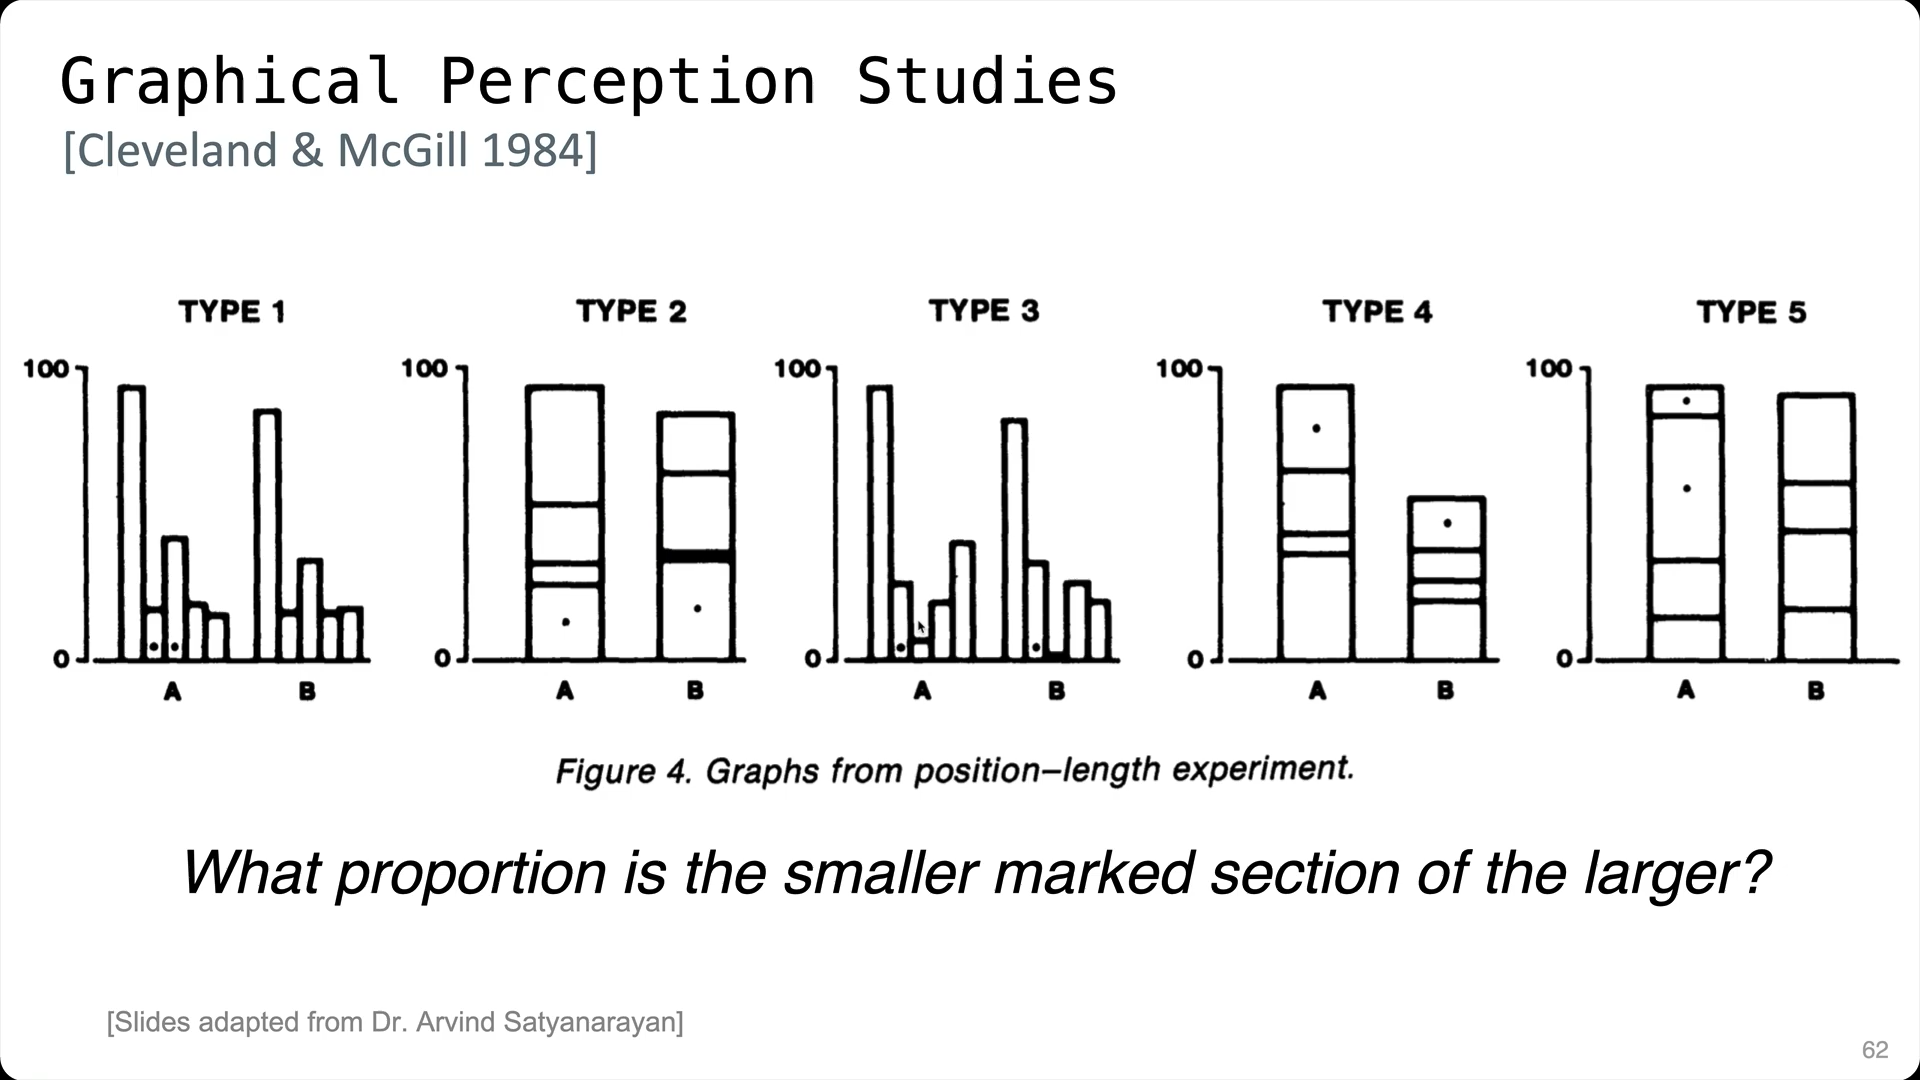 Graphical Perception Studies
[Cleveland & McGill 1984]
TYPE 1
TYPE 2
TYPE 3
TYPE 4
TYPE 5
100
100
100
100
100
0
0
0
0
0
A
B
A
B
A
B
A
B
A
B
Figure 4. Graphs from position–length experiment.
What proportion is the smaller marked section of the larger?
[Slides adapted from Dr. Arvind Satyanarayan]
62